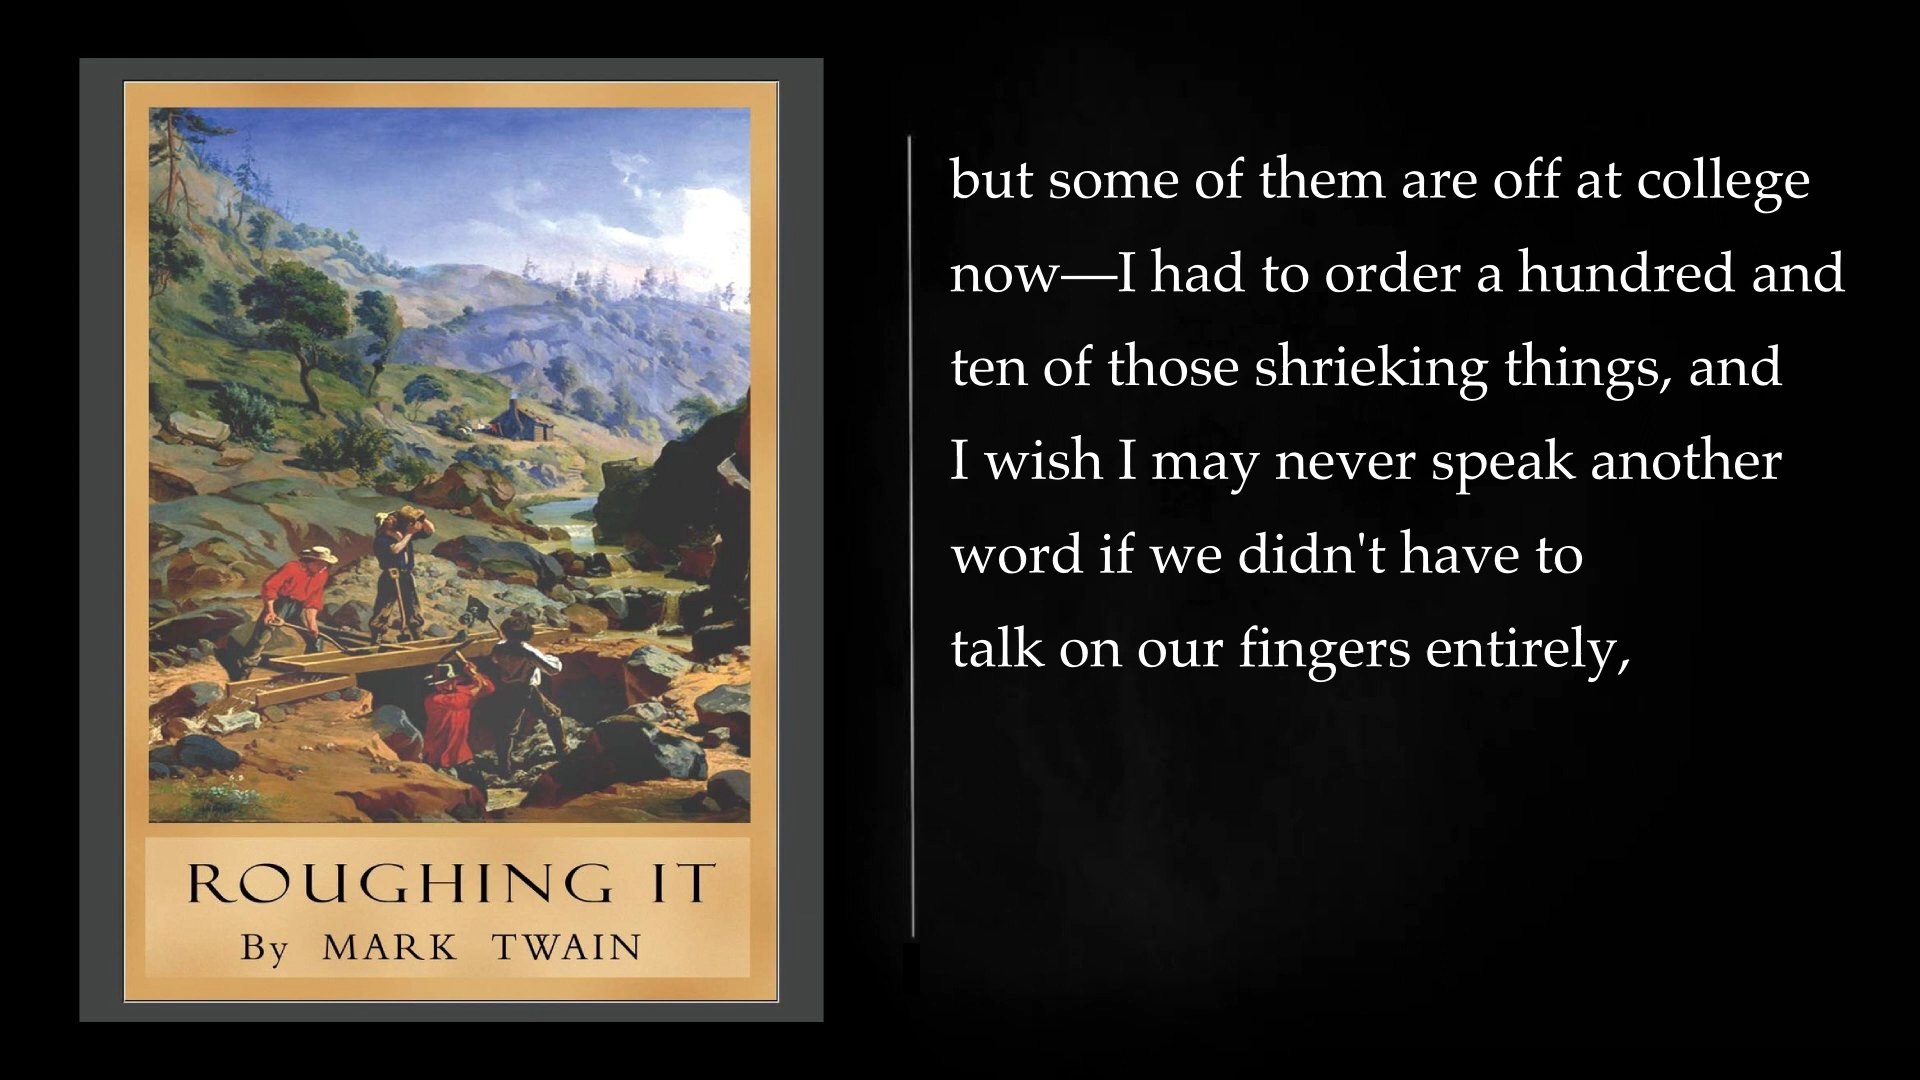 ROUGHING IT
By MARK TWAIN
but some of them are off at college
now—I had to order a hundred and
ten of those shrieking things, and
I wish I may never speak another
word if we didn't have to
talk on our fingers entirely,